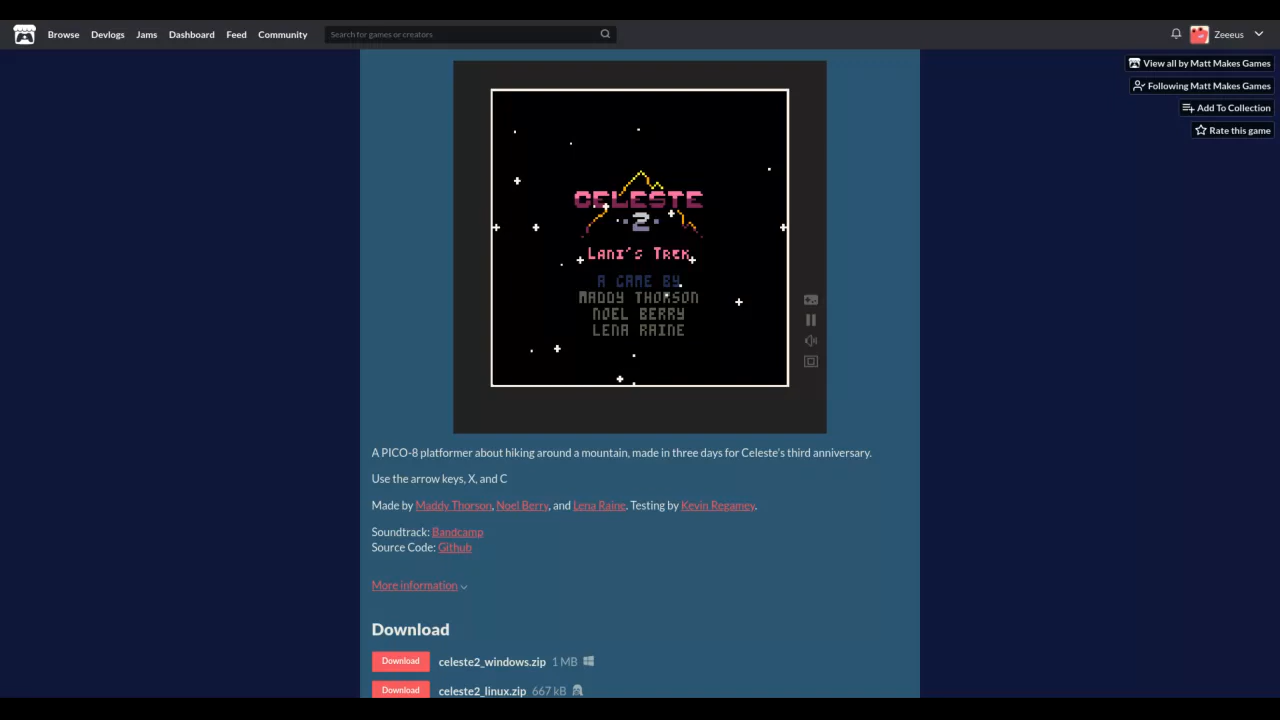 Browse Devlogs Jams Dashboard Feed Community Search for games or creators Zeeeus
View all by Matt Makes Games
Following Matt Makes Games
Add To Collection
Rate this game
CELESTE
2
LANI'S TREK
A GAME BY
MADDY THORSON
NOEL BERRY
LENA RAINE
A PICO-8 platformer about hiking around a mountain, made in three days for Celeste's third anniversary.
Use the arrow keys, X, and C
Made by Maddy Thorson, Noel Berry, and Lena Raine. Testing by Kevin Regamey.
Soundtrack: Bandcamp
Source Code: Github
More information
Download
Download celeste2_windows.zip 1 MB
Download celeste2_linux.zip 667 kB